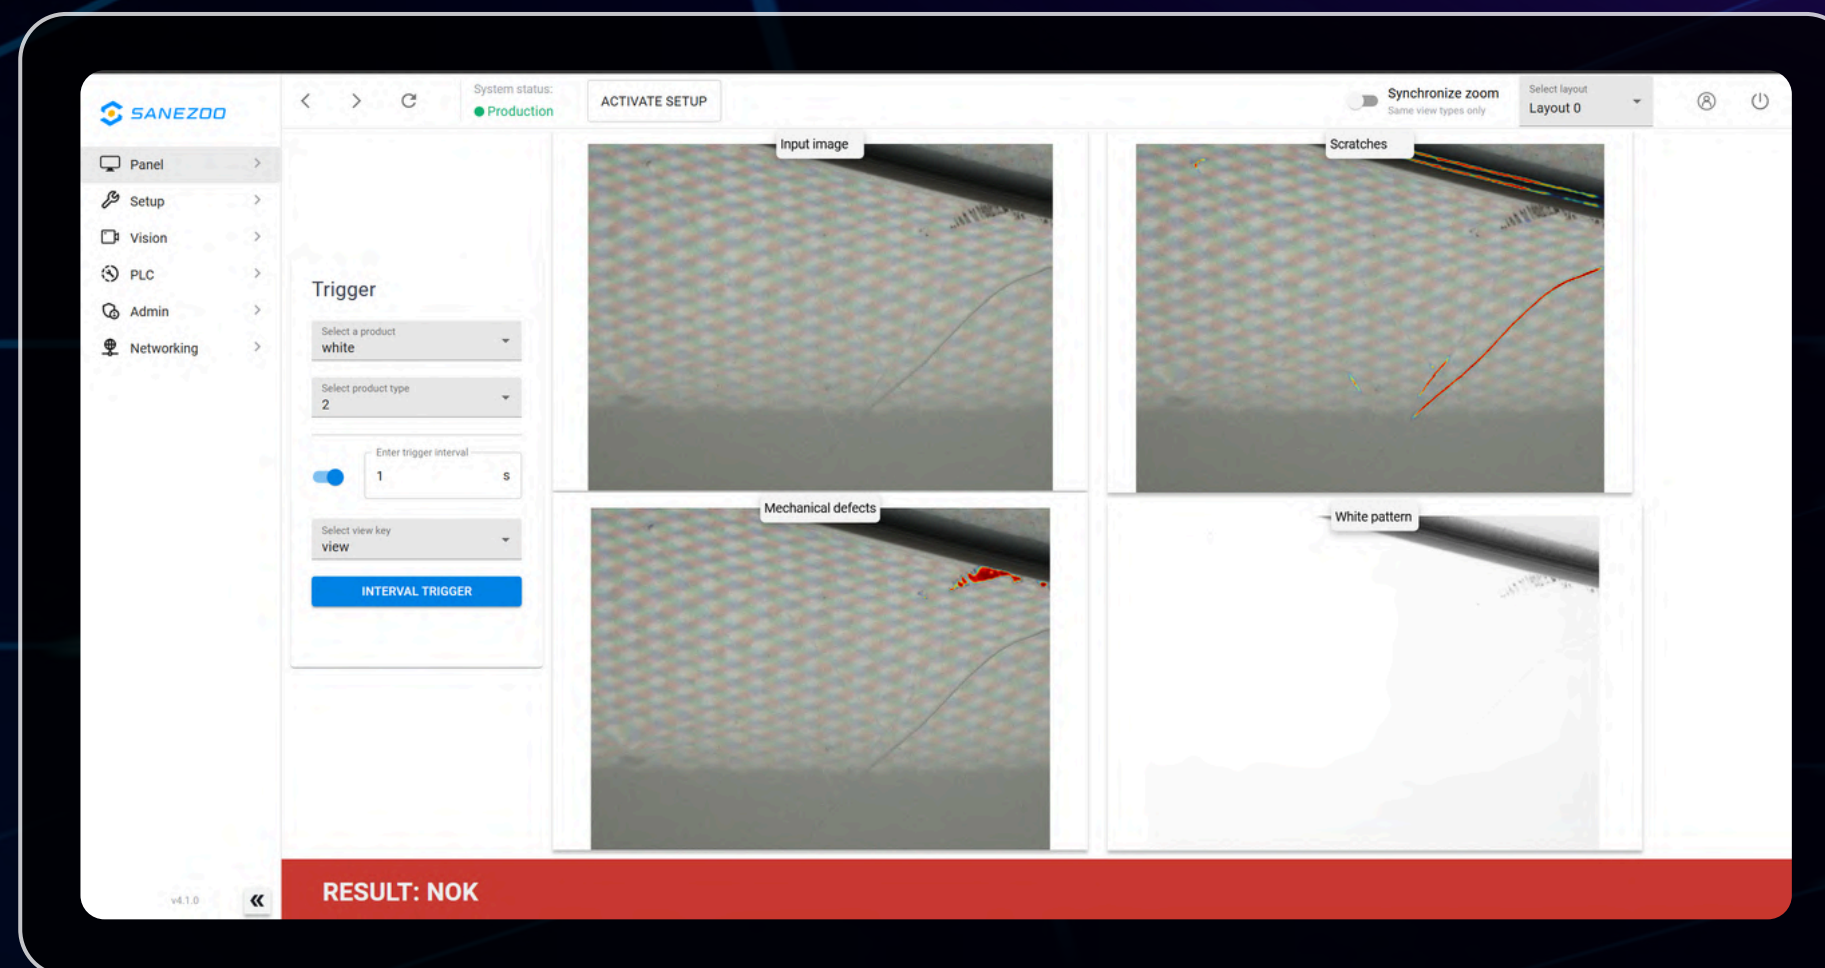 SANEZOO
Panel
Setup
Vision
PLC
Admin
Networking
v4.1.0
System status:
Production
ACTIVATE SETUP
Synchronize zoom
Same view types only
Select layout
Layout 0
Trigger
Select a product
white
Select product type
2
Enter trigger interval
1 s
Select view key
view
INTERVAL TRIGGER
Input image
Scratches
Mechanical defects
White pattern
RESULT: NOK